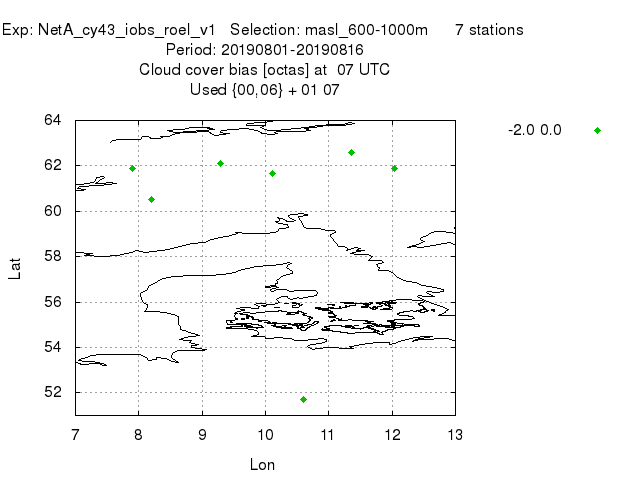 Exp: NetA_cy43_iobs_roel_v1   Selection: masl_600-1000m      7 stations
Period: 20190801-20190816
Cloud cover bias [octas] at  07 UTC
Used {00,06} + 01 07
-2.0 0.0
64
62
60
58
56
54
52
Lat
7 8 9 10 11 12 13
Lon